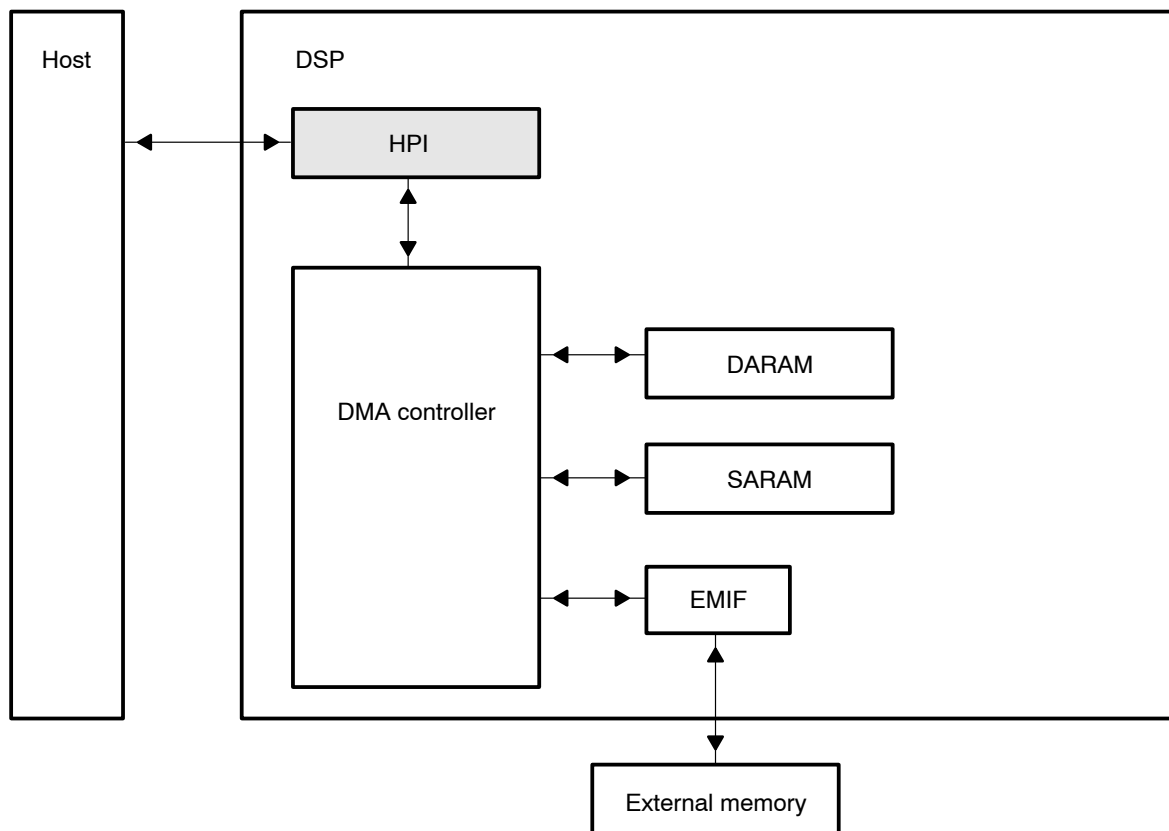 Host
DSP
HPI
DMA controller
DARAM
SARAM
EMIF
External memory